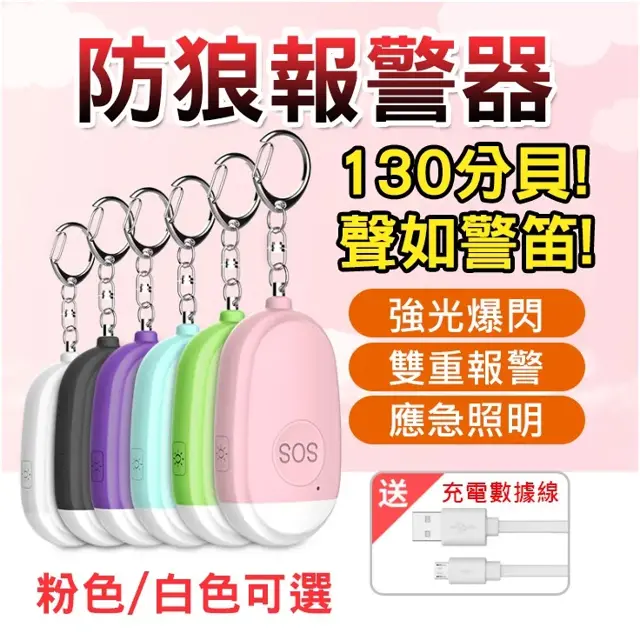 防狼報警器
130分貝!
聲如警笛!
強光爆閃
雙重報警
應急照明
SOS
送
充電數據線
粉色/白色可選